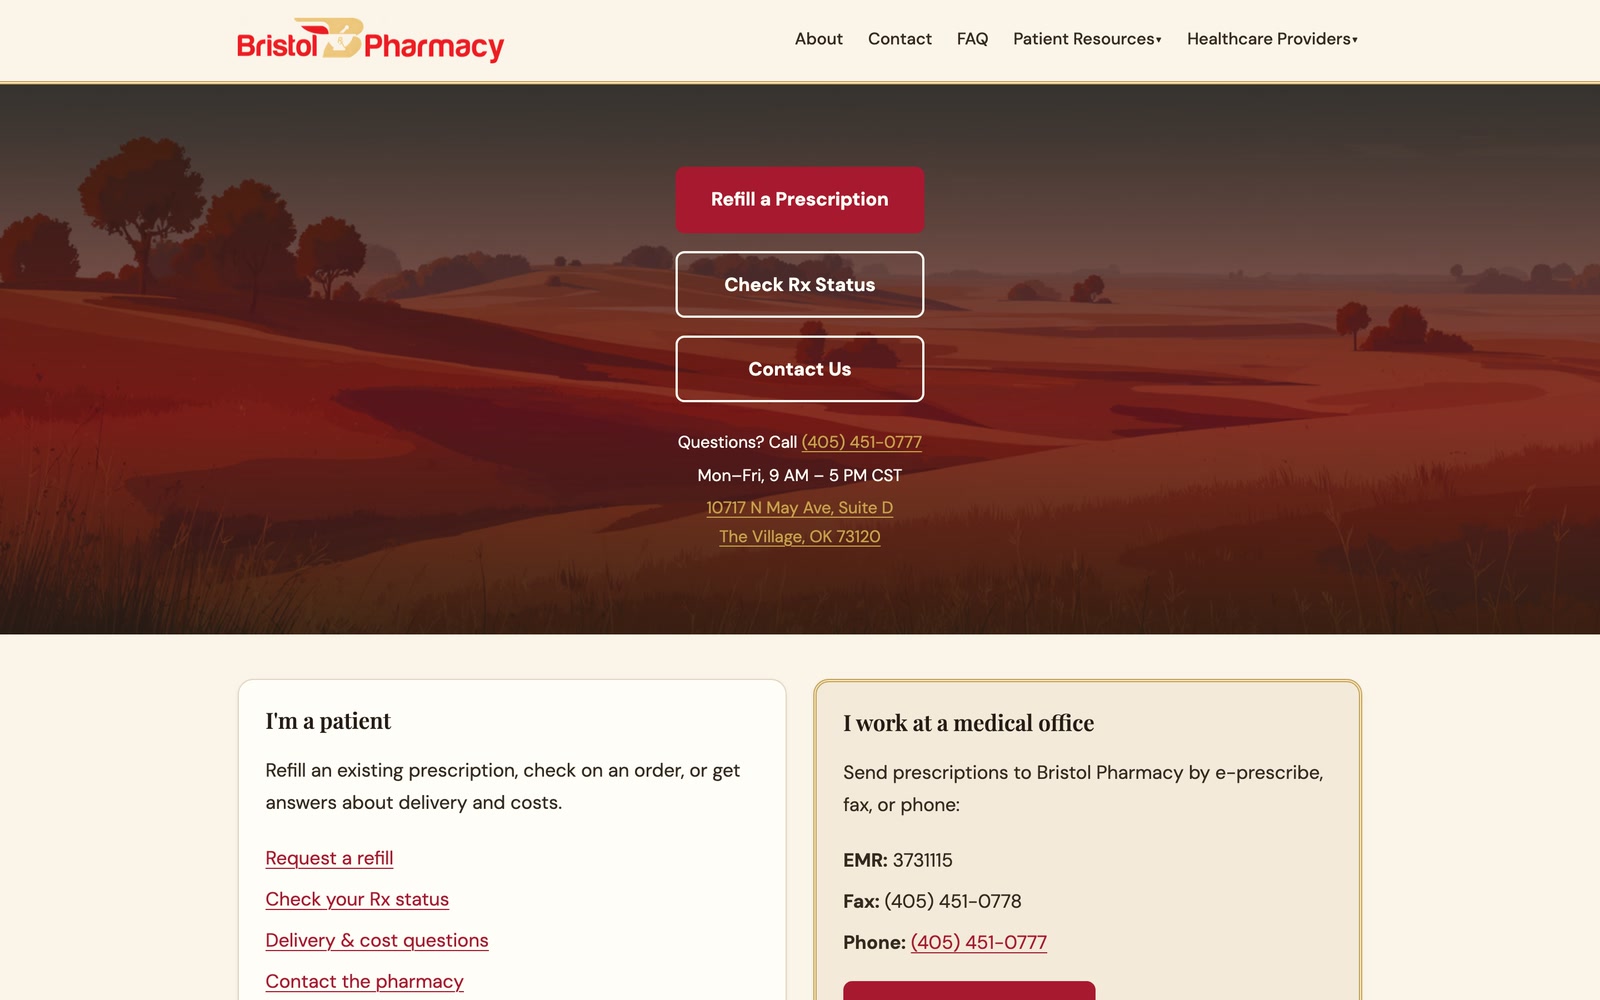 Bristol Pharmacy
About Contact FAQ Patient Resources▾ Healthcare Providers▾
Refill a Prescription
Check Rx Status
Contact Us
Questions? Call (405) 451-0777
Mon–Fri, 9 AM – 5 PM CST
10717 N May Ave, Suite D
The Village, OK 73120
I'm a patient
Refill an existing prescription, check on an order, or get
answers about delivery and costs.
Request a refill
Check your Rx status
Delivery & cost questions
Contact the pharmacy
I work at a medical office
Send prescriptions to Bristol Pharmacy by e-prescribe,
fax, or phone:
EMR: 3731115
Fax: (405) 451-0778
Phone: (405) 451-0777